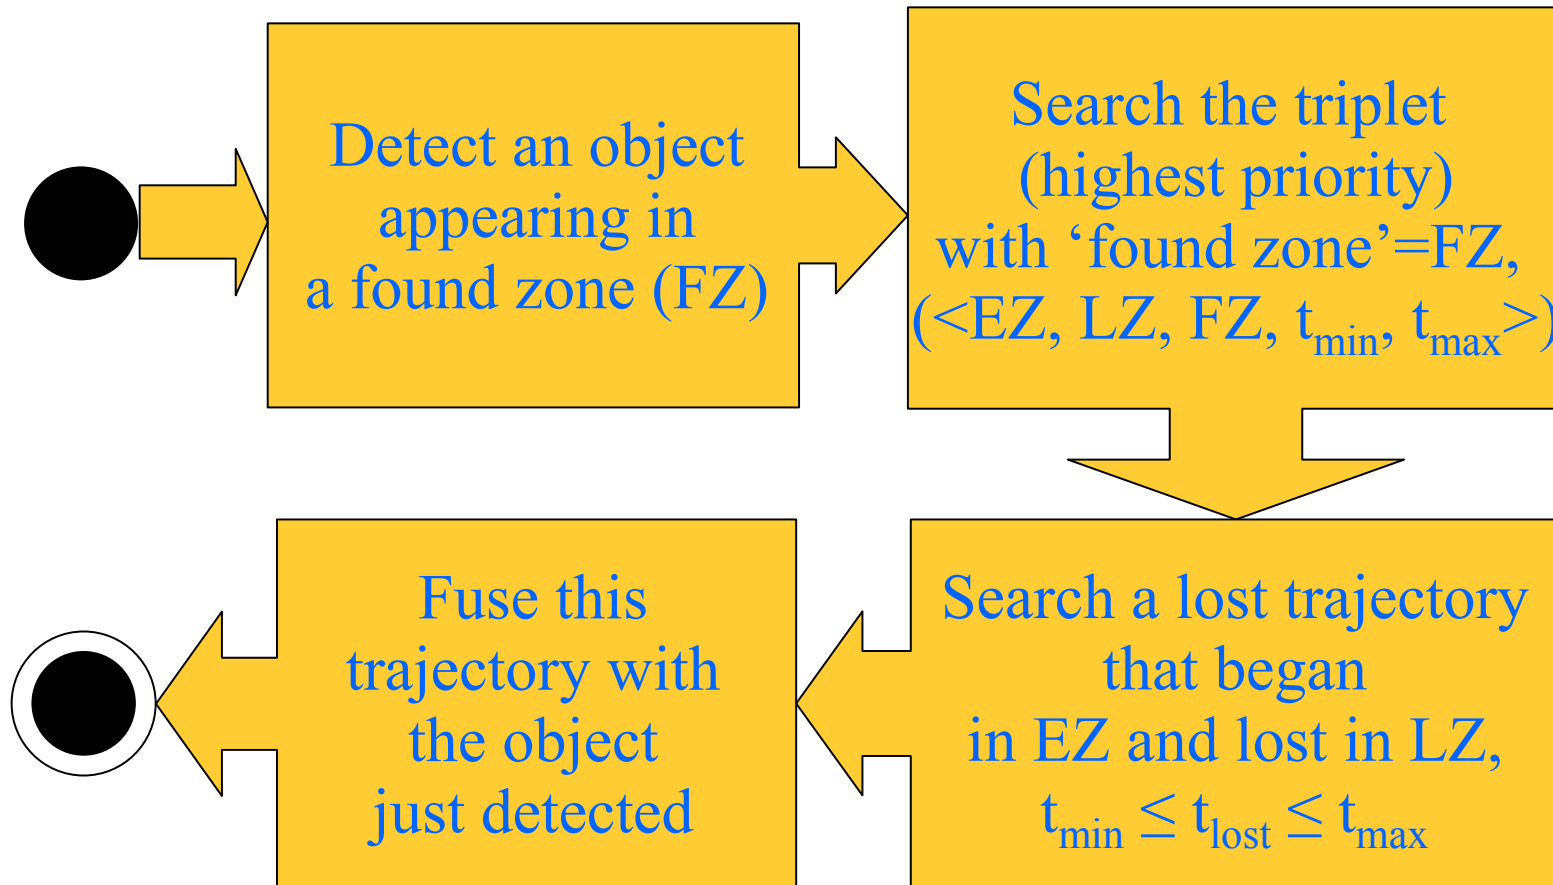 Detect an object
appearing in
a found zone (FZ)
Search the triplet
(highest priority)
with ‘found zone’=FZ,
(<EZ, LZ, FZ, tmin, tmax>)
Search a lost trajectory
that began
in EZ and lost in LZ,
tmin ≤ tlost ≤ tmax
Fuse this
trajectory with
the object
just detected